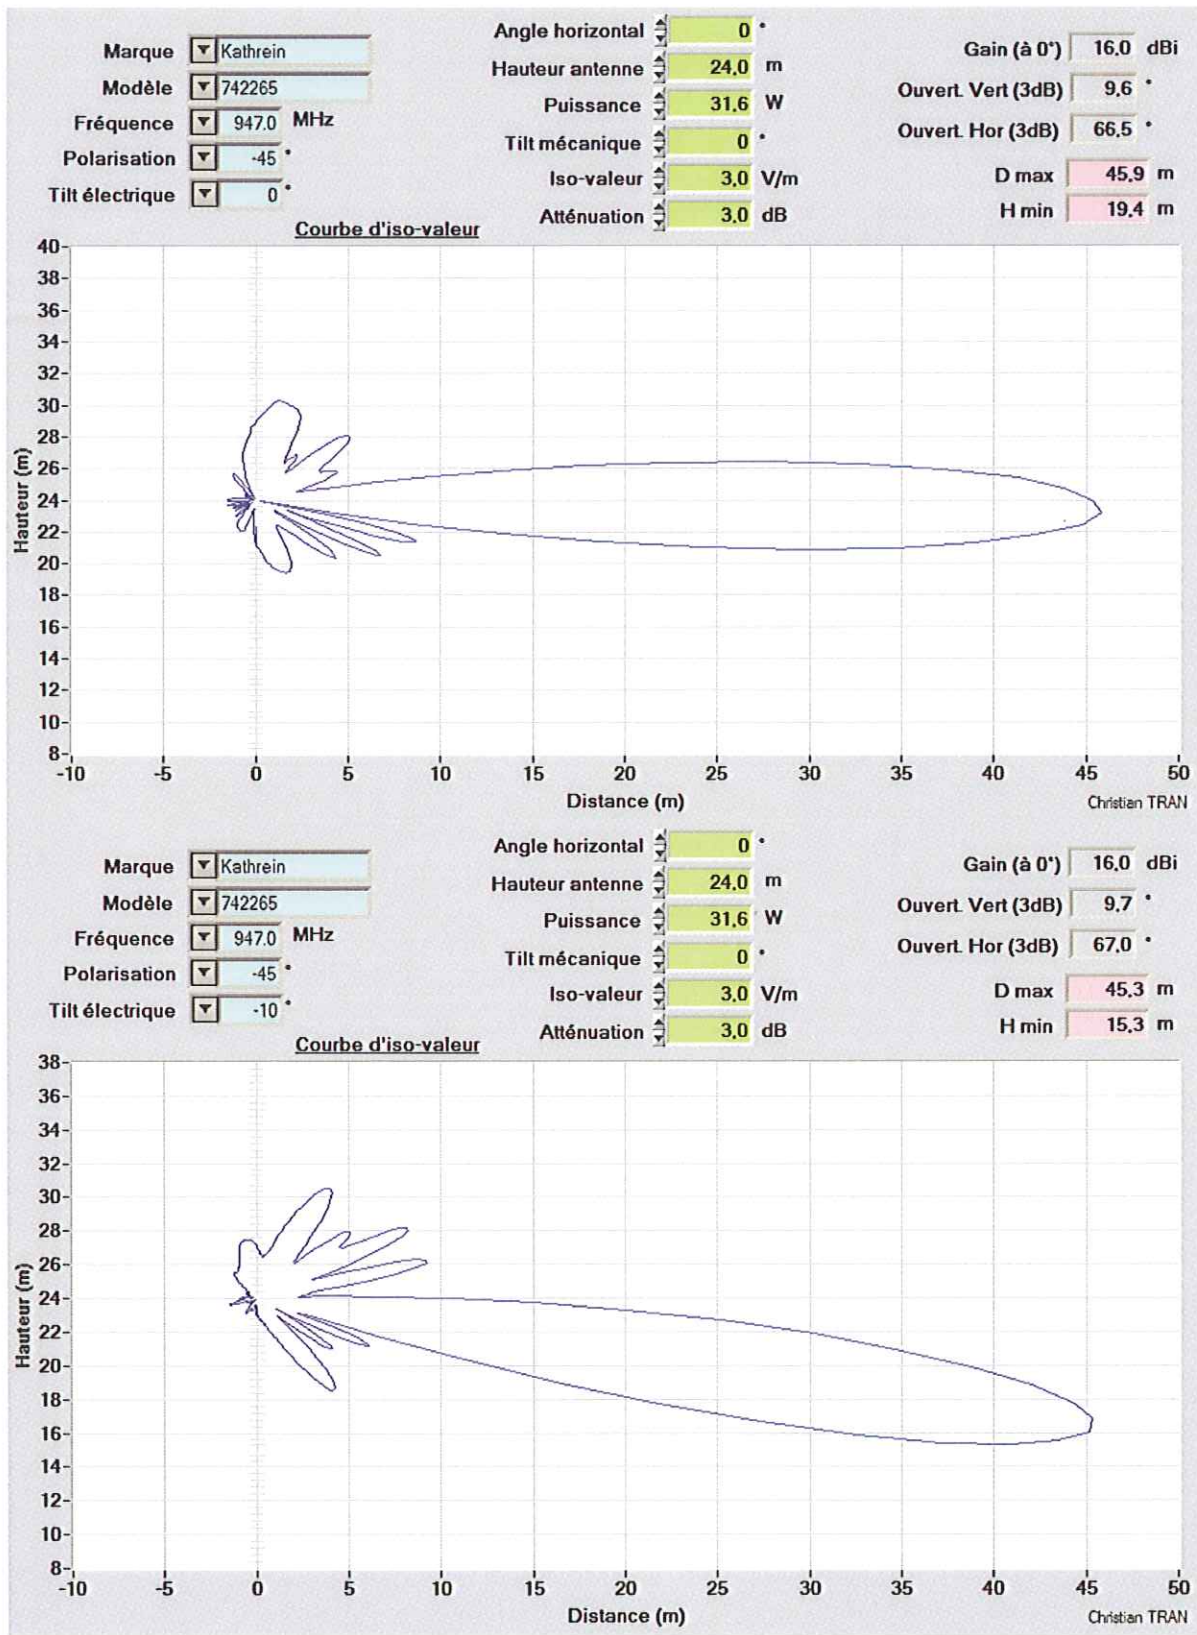 Marque Kathrein
Modèle 742265
Fréquence 947.0 MHz
Polarisation -45 °
Tilt électrique 0 °
Angle horizontal 0 °
Hauteur antenne 24,0 m
Puissance 31,6 W
Tilt mécanique 0 °
Iso-valeur 3,0 V/m
Atténuation 3,0 dB
Gain (à 0°) 16,0 dBi
Ouvert. Vert (3dB) 9,6 °
Ouvert. Hor (3dB) 66,5 °
D max 45,9 m
H min 19,4 m
Courbe d'iso-valeur
Hauteur (m)
40
38
36
34
32
30
28
26
24
22
20
18
16
14
12
10
8
-10 -5 0 5 10 15 20 25 30 35 40 45 50
Distance (m)
Christian TRAN
Marque Kathrein
Modèle 742265
Fréquence 947.0 MHz
Polarisation -45 °
Tilt électrique -10 °
Angle horizontal 0 °
Hauteur antenne 24,0 m
Puissance 31,6 W
Tilt mécanique 0 °
Iso-valeur 3,0 V/m
Atténuation 3,0 dB
Gain (à 0°) 16,0 dBi
Ouvert. Vert (3dB) 9,7 °
Ouvert. Hor (3dB) 67,0 °
D max 45,3 m
H min 15,3 m
Courbe d'iso-valeur
Hauteur (m)
38
36
34
32
30
28
26
24
22
20
18
16
14
12
10
8
-10 -5 0 5 10 15 20 25 30 35 40 45 50
Distance (m)
Christian TRAN